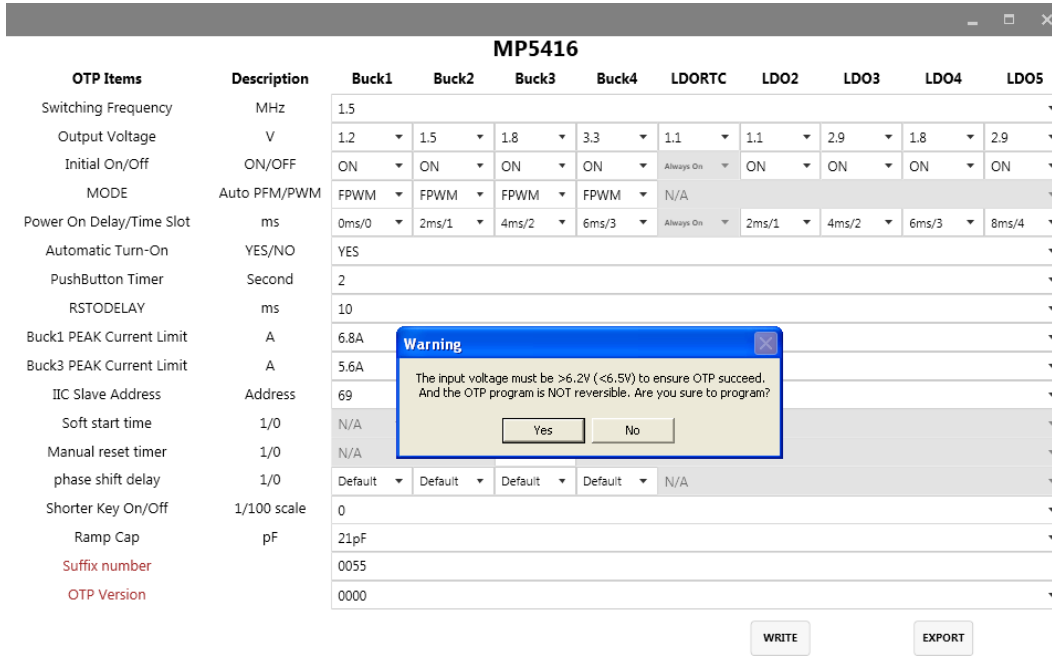 MP5416
OTP Items Description Buck1 Buck2 Buck3 Buck4 LDORTC LDO2 LDO3 LDO4 LDO5
Switching Frequency MHz 1.5
Output Voltage V 1.2 1.5 1.8 3.3 1.1 1.1 2.9 1.8 2.9
Initial On/Off ON/OFF ON ON ON ON Always On ON ON ON ON
MODE Auto PFM/PWM FPWM FPWM FPWM FPWM N/A
Power On Delay/Time Slot ms 0ms/0 2ms/1 4ms/2 6ms/3 Always On 2ms/1 4ms/2 6ms/3 8ms/4
Automatic Turn-On YES/NO YES
PushButton Timer Second 2
RSTODELAY ms 10
Buck1 PEAK Current Limit A 6.8A
Warning
Buck3 PEAK Current Limit A 5.6A
The input voltage must be >6.2V (<6.5V) to ensure OTP succeed.
And the OTP program is NOT reversible. Are you sure to program?
IIC Slave Address Address 69
Soft start time 1/0 N/A
Yes No
Manual reset timer 1/0 N/A
phase shift delay 1/0 Default Default Default Default N/A
Shorter Key On/Off 1/100 scale 0
Ramp Cap pF 21pF
Suffix number 0055
OTP Version 0000
WRITE EXPORT